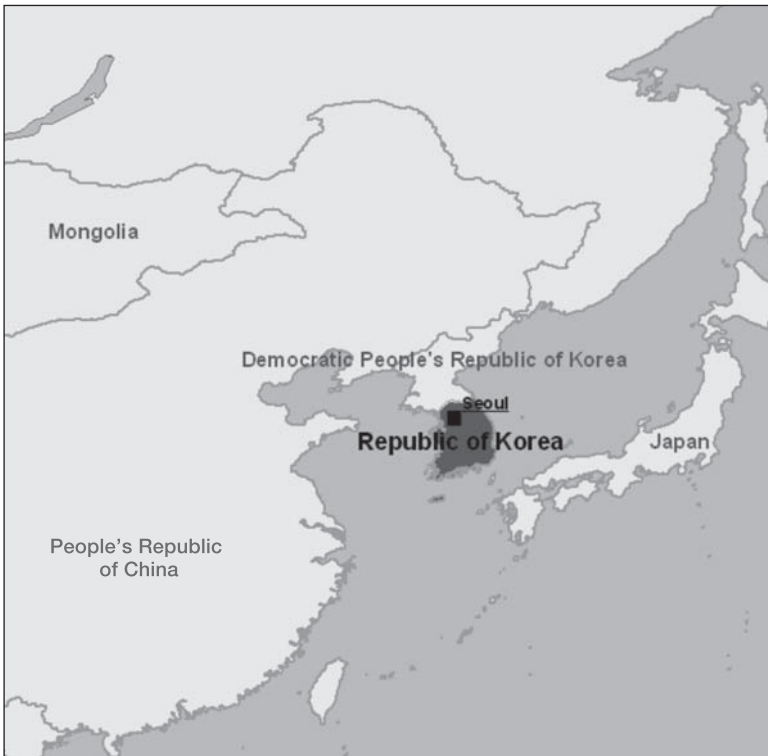 Mongolia
Democratic People's Republic of Korea
Seoul
Republic of Korea
Japan
People's Republic
of China